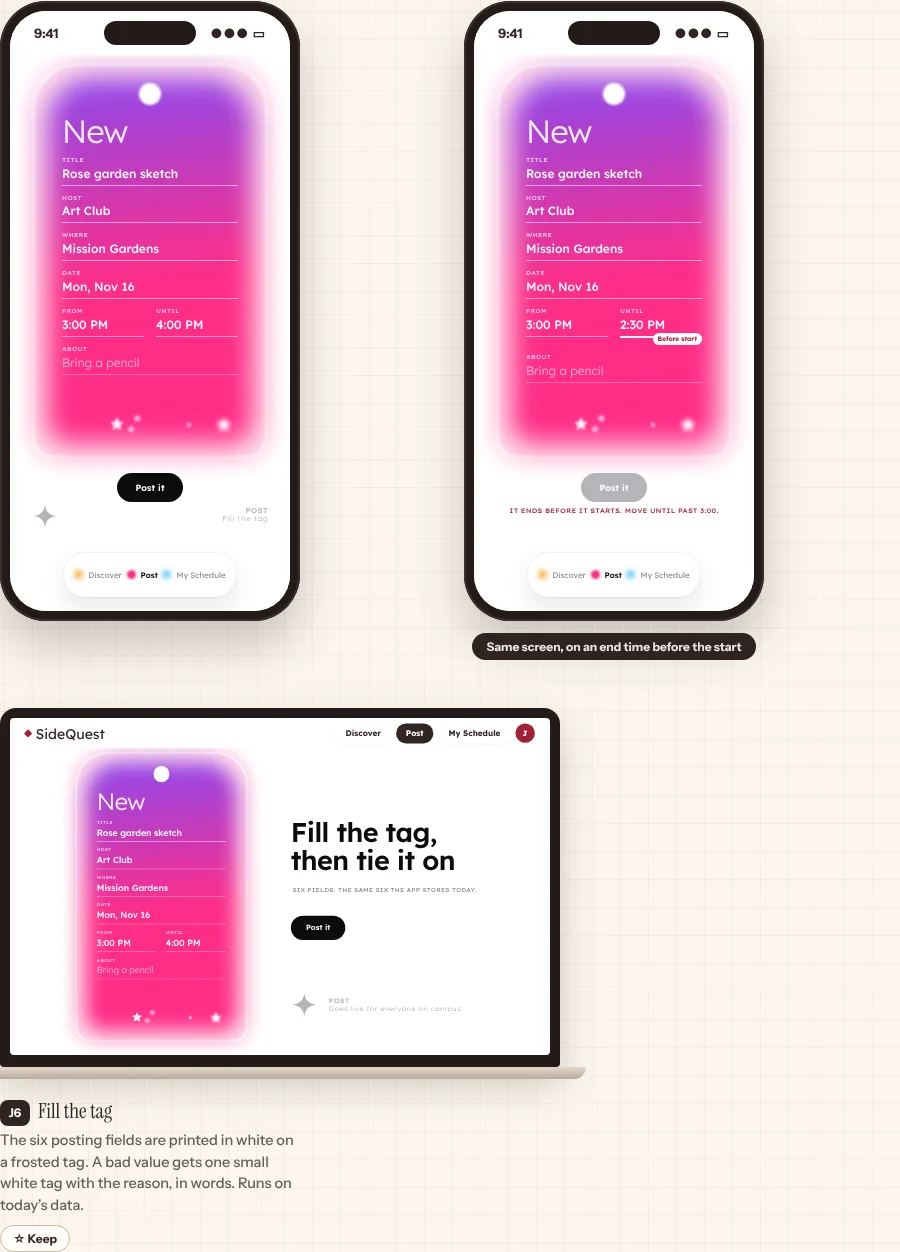 9:41
New
TITLE
Rose garden sketch
HOST
Art Club
WHERE
Mission Gardens
DATE
Mon, Nov 16
FROM UNTIL
3:00 PM 4:00 PM
ABOUT
Bring a pencil
Post it
POST
Fill the tag
Discover Post My Schedule
9:41
New
TITLE
Rose garden sketch
HOST
Art Club
WHERE
Mission Gardens
DATE
Mon, Nov 16
FROM UNTIL
3:00 PM 2:30 PM
Before start
ABOUT
Bring a pencil
Post it
IT ENDS BEFORE IT STARTS. MOVE UNTIL PAST 3:00.
Discover Post My Schedule
Same screen, on an end time before the start
SideQuest Discover Post My Schedule J
New
TITLE
Rose garden sketch
HOST
Art Club
WHERE
Mission Gardens
DATE
Mon, Nov 16
FROM UNTIL
3:00 PM 4:00 PM
ABOUT
Bring a pencil
Fill the tag,
then tie it on
SIX FIELDS. THE SAME SIX THE APP STORES TODAY.
Post it
POST
Goes live for everyone on campus
J6 Fill the tag
The six posting fields are printed in white on
a frosted tag. A bad value gets one small
white tag with the reason, in words. Runs on
today's data.
☆ Keep